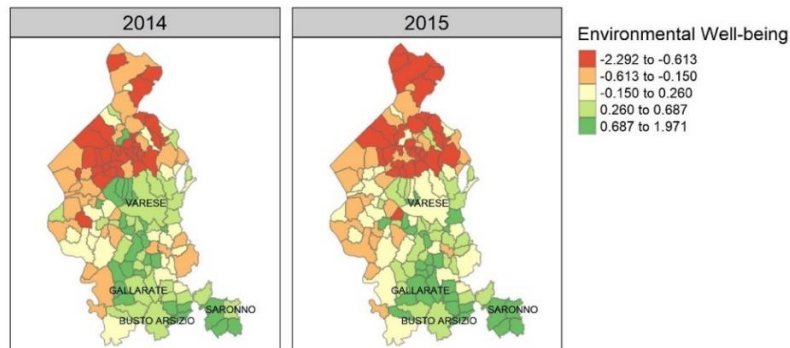 2014
2015
Environmental Well-being
-2.292 to -0.613
-0.613 to -0.150
-0.150 to 0.260
0.260 to 0.687
0.687 to 1.971
VARESE
GALLARATE
BUSTO ARSIZIO
SARONNO
VARESE
GALLARATE
BUSTO ARSIZIO
SARONNO